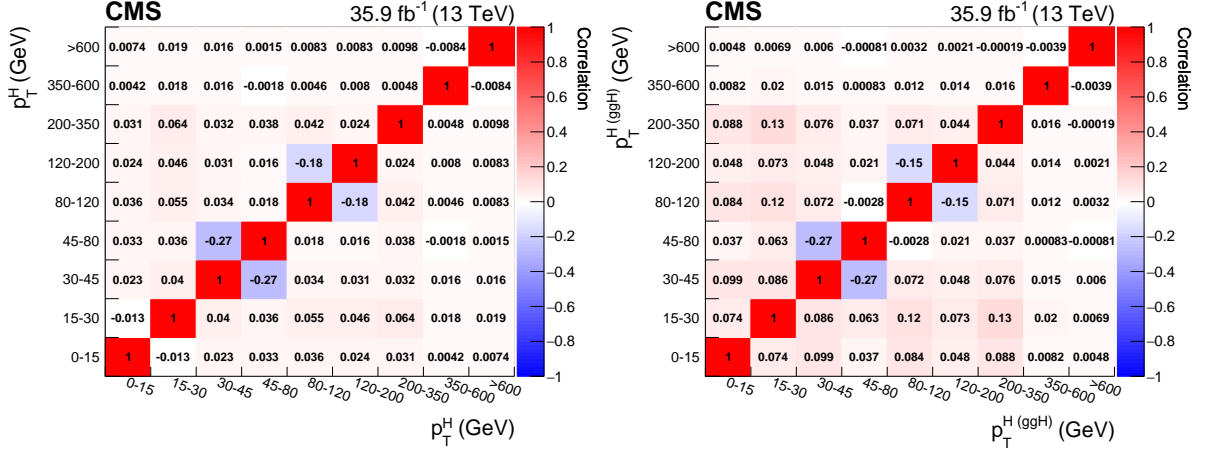 CMS 35.9 fb⁻¹ (13 TeV)
p_T^H (GeV)
>600 0.0074 0.019 0.016 0.0015 0.0083 0.0083 0.0098 -0.0084 1
350-600 0.0042 0.018 0.016 -0.0018 0.0046 0.008 0.0048 1 -0.0084
200-350 0.031 0.064 0.032 0.038 0.042 0.024 1 0.0048 0.0098
120-200 0.024 0.046 0.031 0.016 -0.18 1 0.024 0.008 0.0083
80-120 0.036 0.055 0.034 0.018 1 -0.18 0.042 0.0046 0.0083
45-80 0.033 0.036 -0.27 1 0.018 0.016 0.038 -0.0018 0.0015
30-45 0.023 0.04 1 -0.27 0.034 0.031 0.032 0.016 0.016
15-30 -0.013 1 0.04 0.036 0.055 0.046 0.064 0.018 0.019
0-15 1 -0.013 0.023 0.033 0.036 0.024 0.031 0.0042 0.0074
0-15 15-30 30-45 45-80 80-120 120-200 200-350 350-600 >600
p_T^H (GeV)
1
0.8
0.6
0.4
0.2
0
−0.2
−0.4
−0.6
−0.8
−1
Correlation
CMS 35.9 fb⁻¹ (13 TeV)
p_T^H (ggH) (GeV)
>600 0.0048 0.0069 0.006 -0.00081 0.0032 0.0021 -0.00019 -0.0039 1
350-600 0.0082 0.02 0.015 0.00083 0.012 0.014 0.016 1 -0.0039
200-350 0.088 0.13 0.076 0.037 0.071 0.044 1 0.016 -0.00019
120-200 0.048 0.073 0.048 0.021 -0.15 1 0.044 0.014 0.0021
80-120 0.084 0.12 0.072 -0.0028 1 -0.15 0.071 0.012 0.0032
45-80 0.037 0.063 -0.27 1 -0.0028 0.021 0.037 0.00083 -0.00081
30-45 0.099 0.086 1 -0.27 0.072 0.048 0.076 0.015 0.006
15-30 0.074 1 0.086 0.063 0.12 0.073 0.13 0.02 0.0069
0-15 1 0.074 0.099 0.037 0.084 0.048 0.088 0.0082 0.0048
0-15 15-30 30-45 45-80 80-120 120-200 200-350 350-600 >600
p_T^H (ggH) (GeV)
1
0.8
0.6
0.4
0.2
0
−0.2
−0.4
−0.6
−0.8
−1
Correlation